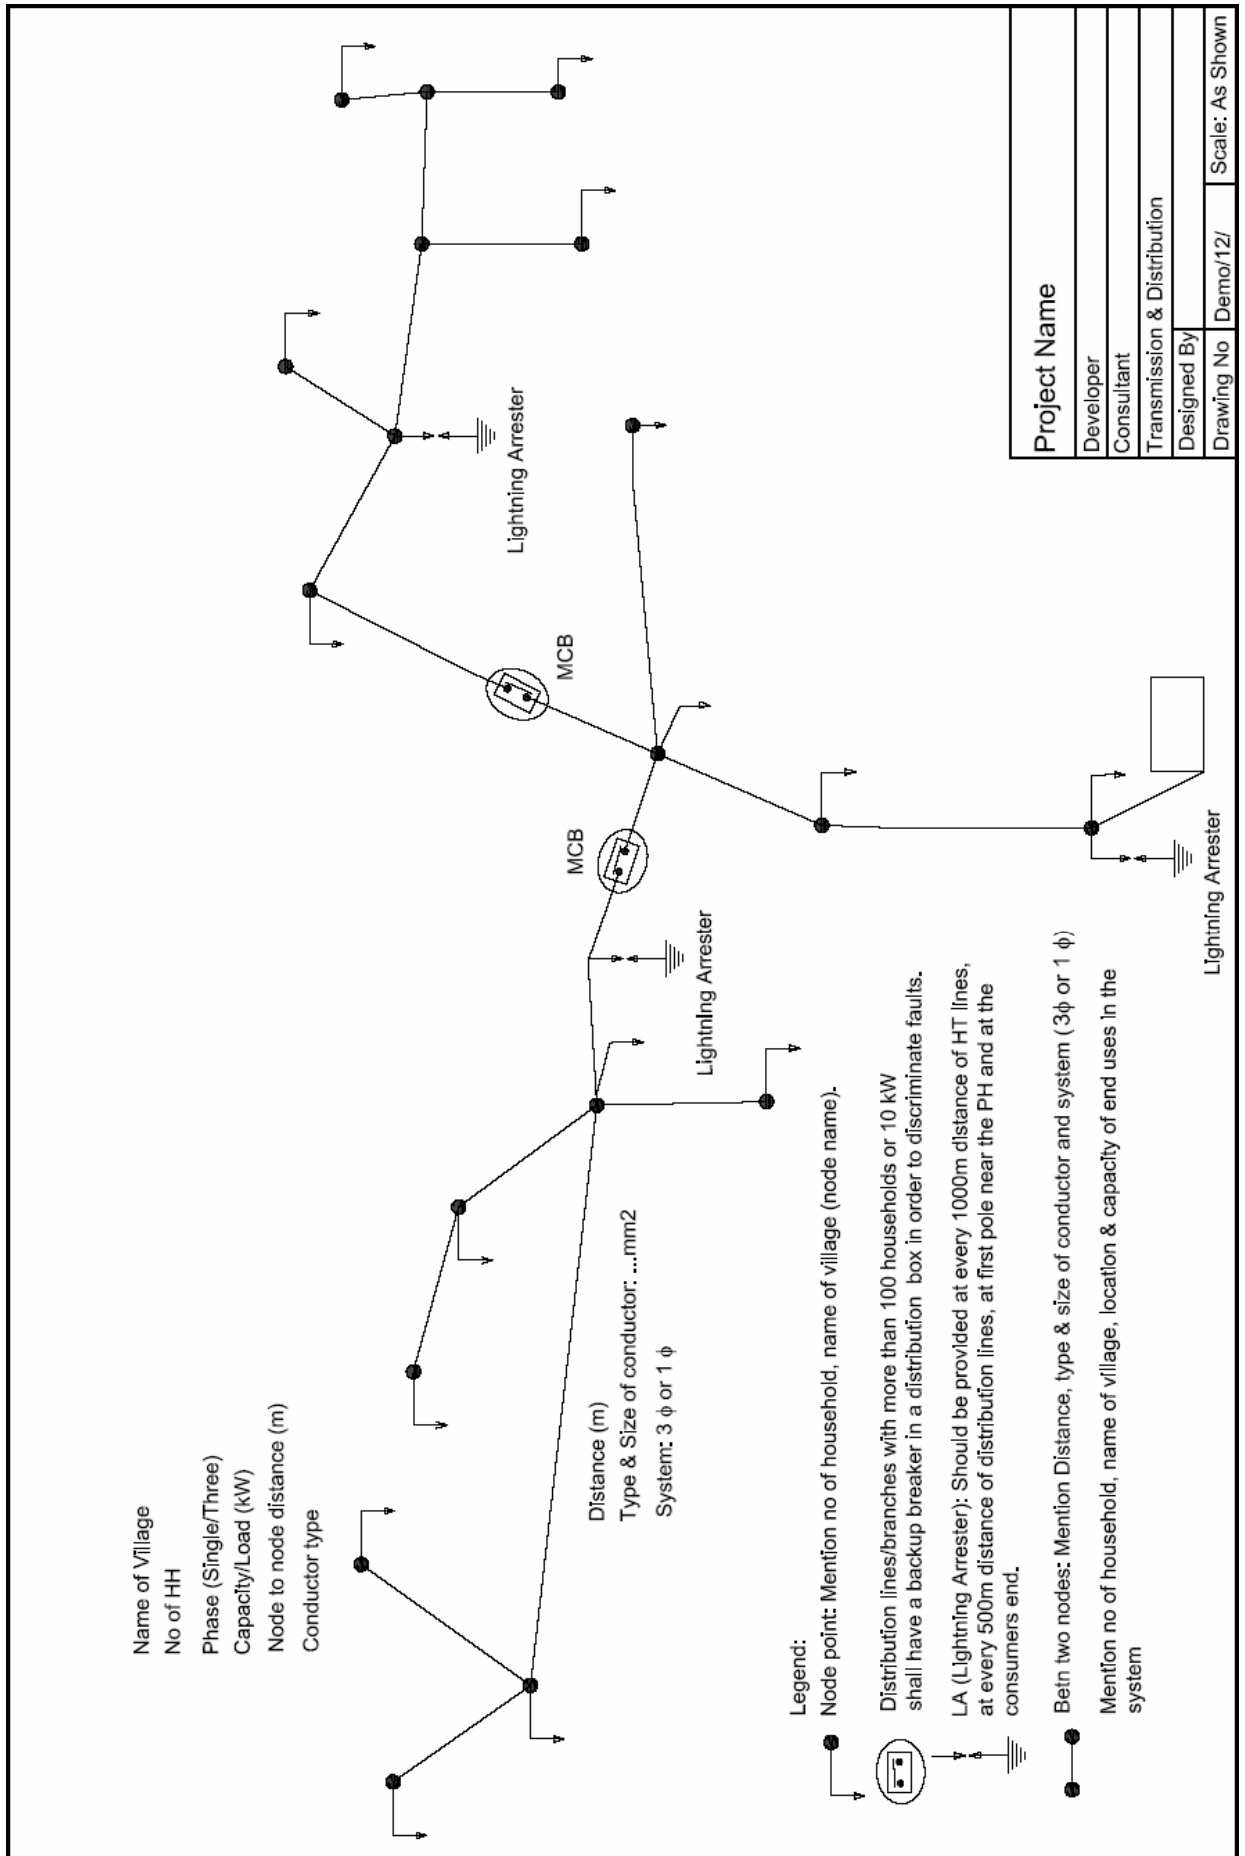 Name of Village
No of HH
Phase (Single/Three)
Capacity/Load (kW)
Node to node distance (m)
Conductor type
Distance (m)
Type & Size of conductor: ...mm2
System: 3 ϕ or 1 ϕ
Lightning Arrester
MCB
MCB
Lightning Arrester
Lightning Arrester
Legend:
Node point: Mention no of household, name of village (node name).
Distribution lines/branches with more than 100 households or 10 kW
shall have a backup breaker in a distribution box in order to discriminate faults.
LA (Lightning Arrester): Should be provided at every 1000m distance of HT lines,
at every 500m distance of distribution lines, at first pole near the PH and at the
consumers end.
Betn two nodes: Mention Distance, type & size of conductor and system (3ϕ or 1 ϕ)
Mention no of household, name of village, location & capacity of end uses in the
system
Project Name
Developer
Consultant
Transmission & Distribution
Designed By
Drawing No Demo/12/ Scale: As Shown